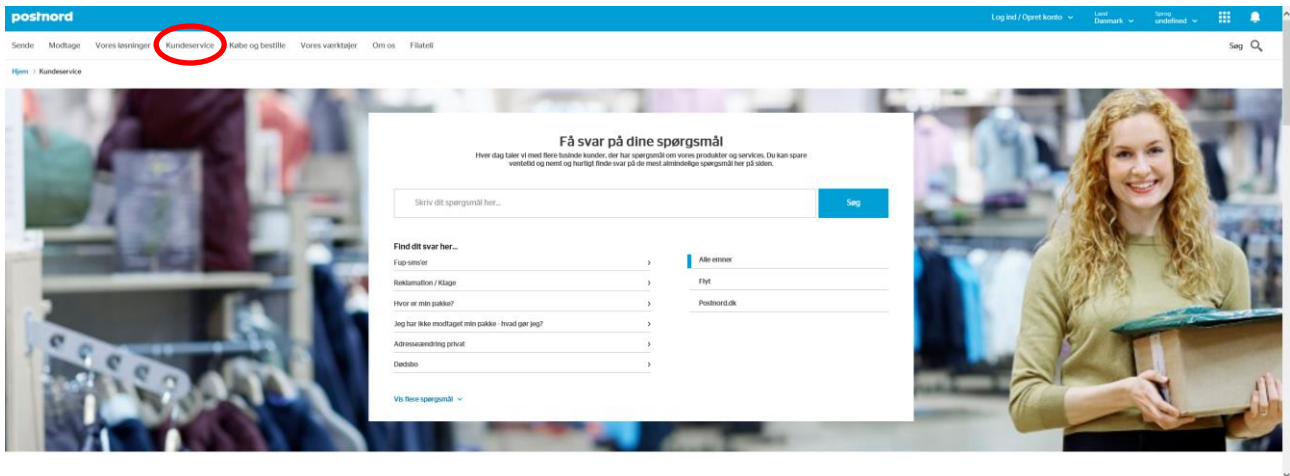 postnord
Log ind / Opret konto
Land
Danmark
Sprog
undefined
Sende Modtage Vores løsninger Kundeservice Købe og bestille Vores værktøjer Om os Filateli
Søg
Hjem > Kundeservice
Få svar på dine spørgsmål
Hver dag taler vi med flere tusinde kunder, der har spørgsmål om vores produkter og services. Du kan spare
ventetid og nemt og hurtigt finde svar på de mest almindelige spørgsmål her på siden.
Skriv dit spørgsmål her...
Søg
Find dit svar her...
Fup-sms'er
Reklamation / Klage
Hvor er min pakke?
Jeg har ikke modtaget min pakke - hvad gør jeg?
Adresseændring privat
Dødsbo
Vis flere spørgsmål
Alle emner
Flyt
Postnord.dk